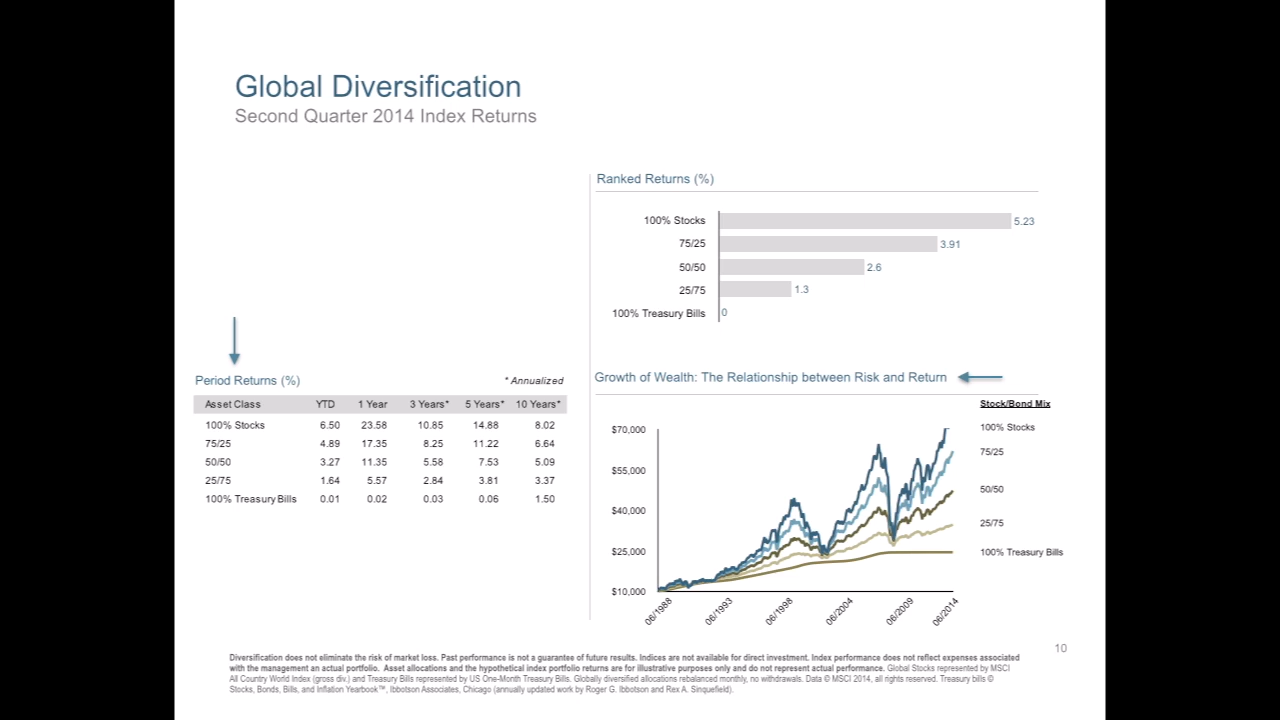 Global Diversification
Second Quarter 2014 Index Returns
Ranked Returns (%)
100% Stocks 5.23
75/25 3.91
50/50 2.6
25/75 1.3
100% Treasury Bills 0
Period Returns (%) * Annualized
Asset Class YTD 1 Year 3 Years* 5 Years* 10 Years*
100% Stocks 6.50 23.58 10.85 14.88 8.02
75/25 4.89 17.35 8.25 11.22 6.64
50/50 3.27 11.35 5.58 7.53 5.09
25/75 1.64 5.57 2.84 3.81 3.37
100% Treasury Bills 0.01 0.02 0.03 0.06 1.50
Growth of Wealth: The Relationship between Risk and Return
Stock/Bond Mix
$70,000
$55,000
$40,000
$25,000
$10,000
100% Stocks
75/25
50/50
25/75
100% Treasury Bills
06/1988 06/1993 06/1998 06/2004 06/2009 06/2014
10
Diversification does not eliminate the risk of market loss. Past performance is not a guarantee of future results. Indices are not available for direct investment. Index performance does not reflect expenses associated
with the management an actual portfolio. Asset allocations and the hypothetical index portfolio returns are for illustrative purposes only and do not represent actual performance. Global Stocks represented by MSCI
All Country World Index (gross div.) and Treasury Bills represented by US One-Month Treasury Bills. Globally diversified allocations rebalanced monthly, no withdrawals. Data © MSCI 2014, all rights reserved. Treasury bills ©
Stocks, Bonds, Bills, and Inflation Yearbook™, Ibbotson Associates, Chicago (annually updated work by Roger G. Ibbotson and Rex A. Sinquefield).